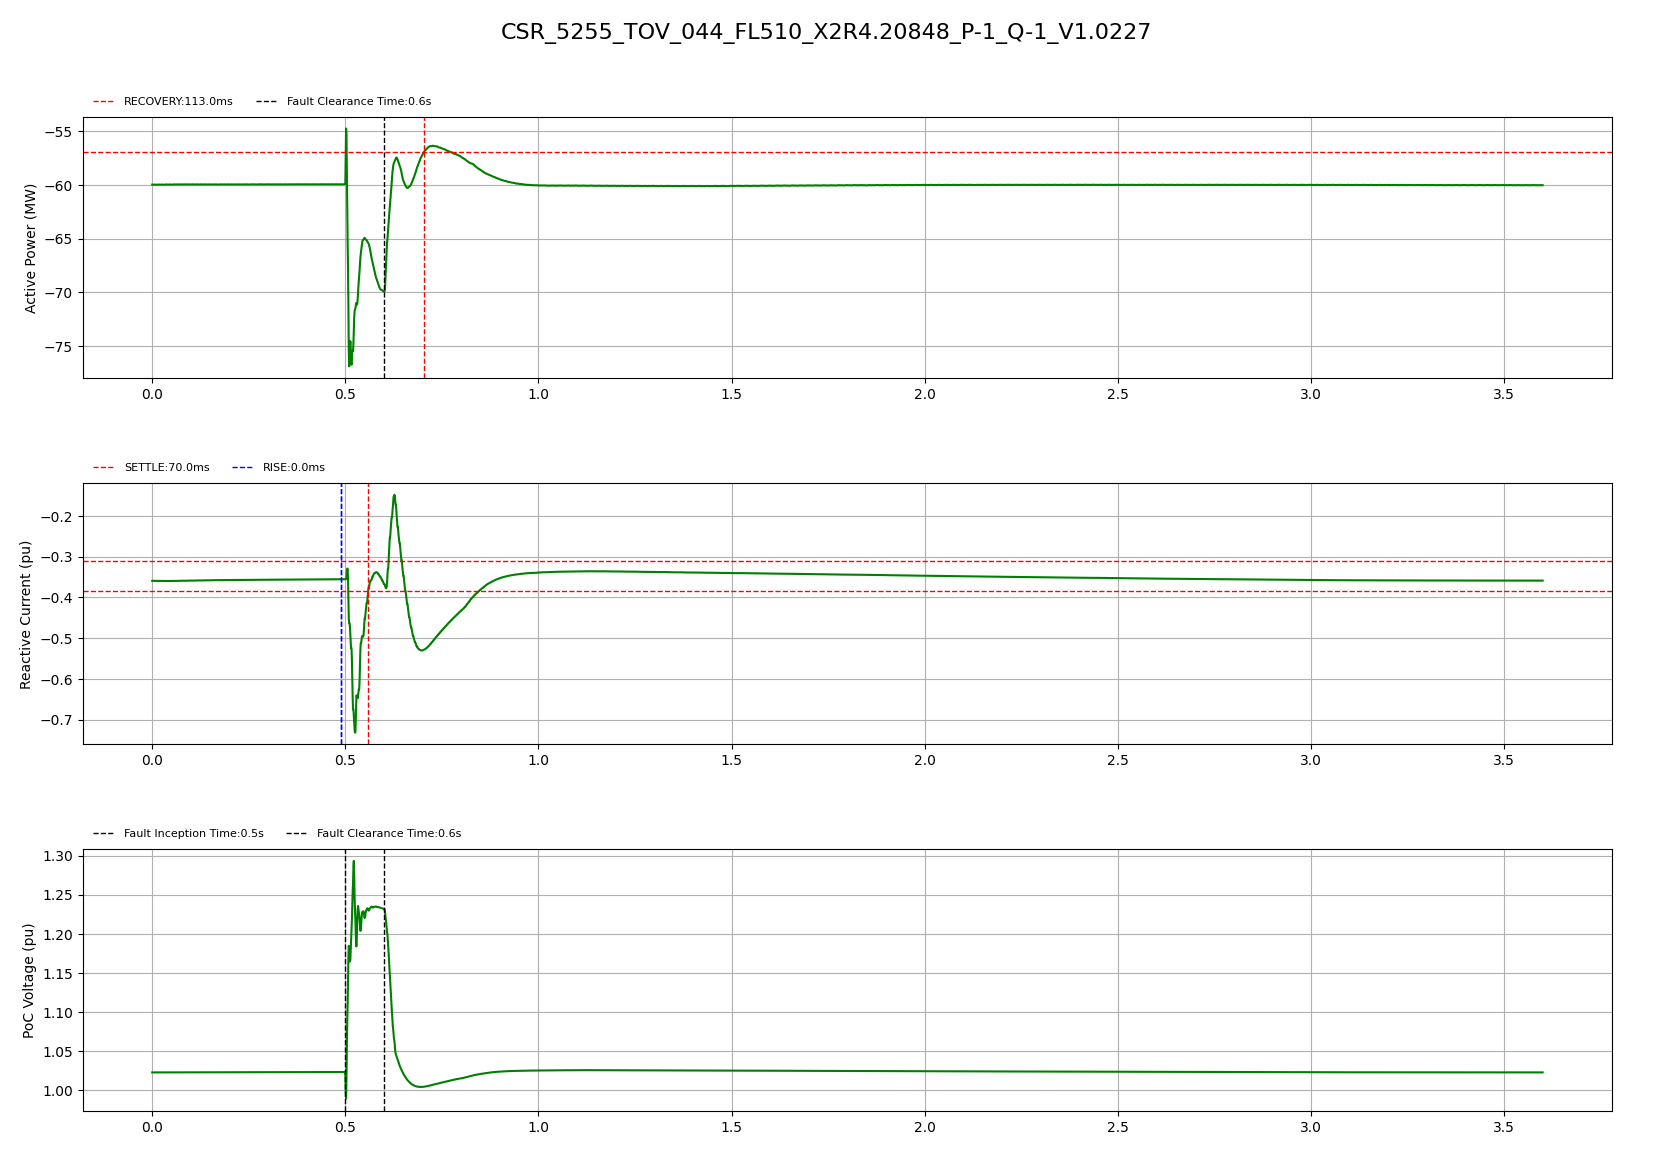 CSR_5255_TOV_044_FL510_X2R4.20848_P-1_Q-1_V1.0227
RECOVERY:113.0ms Fault Clearance Time:0.6s
Active Power (MW)
−55
−60
−65
−70
−75
0.0 0.5 1.0 1.5 2.0 2.5 3.0 3.5
SETTLE:70.0ms RISE:0.0ms
Reactive Current (pu)
−0.2
−0.3
−0.4
−0.5
−0.6
−0.7
0.0 0.5 1.0 1.5 2.0 2.5 3.0 3.5
Fault Inception Time:0.5s Fault Clearance Time:0.6s
PoC Voltage (pu)
1.30
1.25
1.20
1.15
1.10
1.05
1.00
0.0 0.5 1.0 1.5 2.0 2.5 3.0 3.5